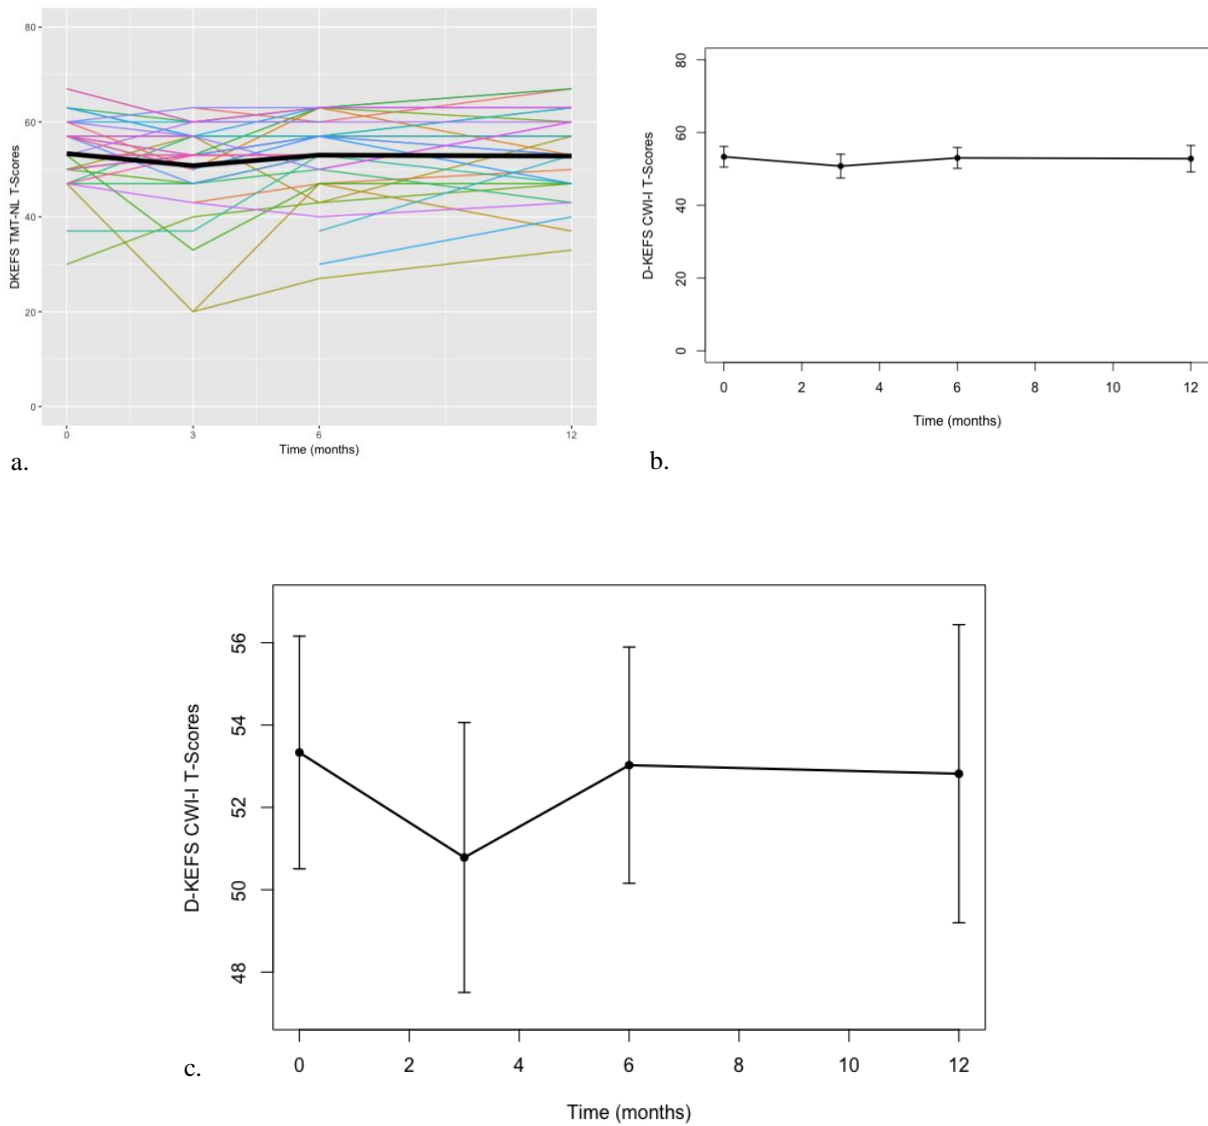 80
60
40
20
0
DKEFS TMT-NL T-Scores
0 3 6 12
Time (months)
a.
80
60
40
20
0
D-KEFS CWI-I T-Scores
0 2 4 6 8 10 12
Time (months)
b.
56
54
52
50
48
D-KEFS CWI-I T-Scores
0 2 4 6 8 10 12
Time (months)
c.